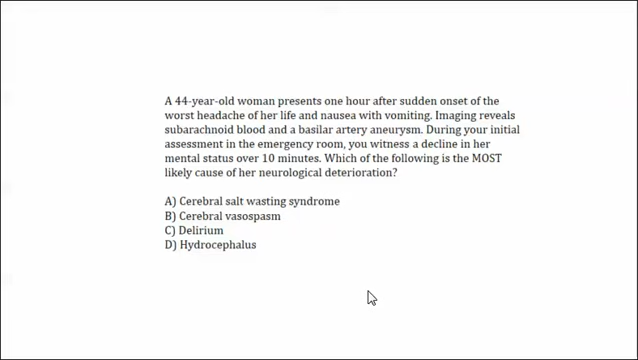 A 44-year-old woman presents one hour after sudden onset of the
worst headache of her life and nausea with vomiting. Imaging reveals
subarachnoid blood and a basilar artery aneurysm. During your initial
assessment in the emergency room, you witness a decline in her
mental status over 10 minutes. Which of the following is the MOST
likely cause of her neurological deterioration?
A) Cerebral salt wasting syndrome
B) Cerebral vasospasm
C) Delirium
D) Hydrocephalus